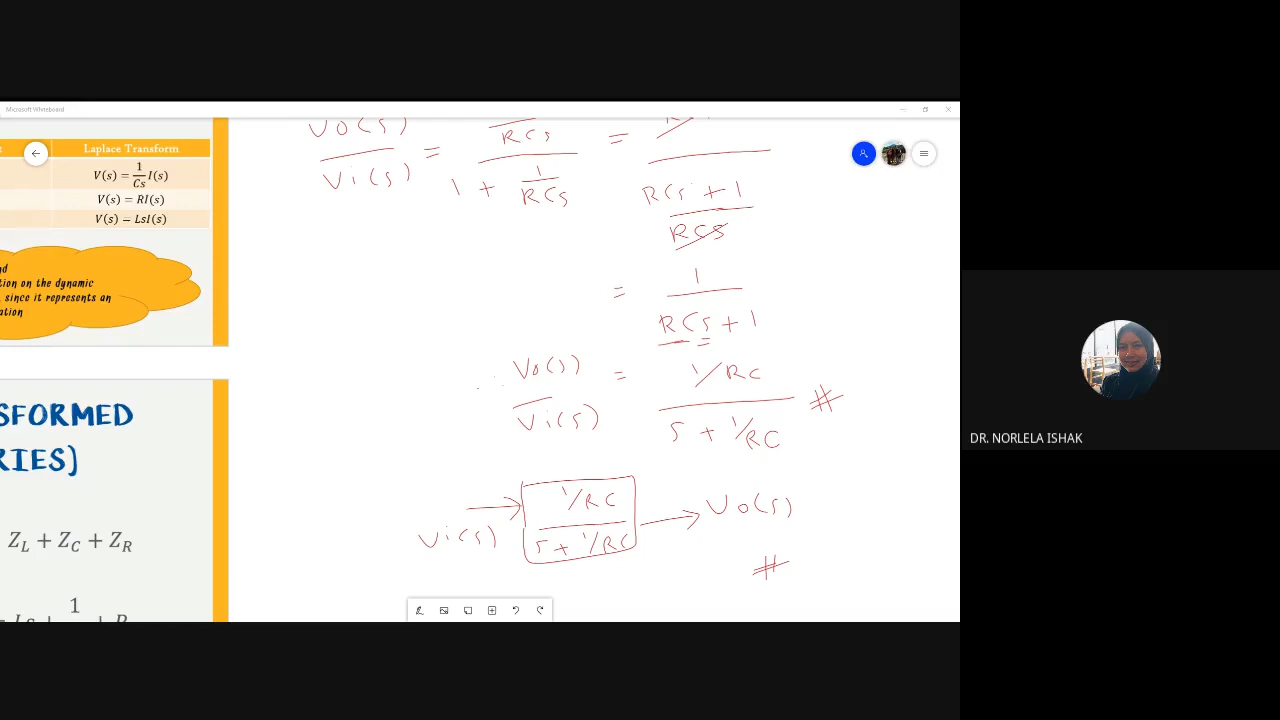 Microsoft Whiteboard
Laplace Transform
V(s) = 1/Cs I(s)
V(s) = RI(s)
V(s) = LsI(s)
tion on the dynamic
, since it represents an
SFORMED
RIES)
Z_L + Z_C + Z_R
Vo(s)/Vi(s) = (1/RCs)/(1 + 1/RCs) =
RCs + 1
RCs
= 1/(RCs + 1)
∴ Vo(s)/Vi(s) = (1/RC)/(s + 1/RC) #
Vi(s) → (1/RC)/(s + 1/RC) → Vo(s)
#
DR. NORLELA ISHAK